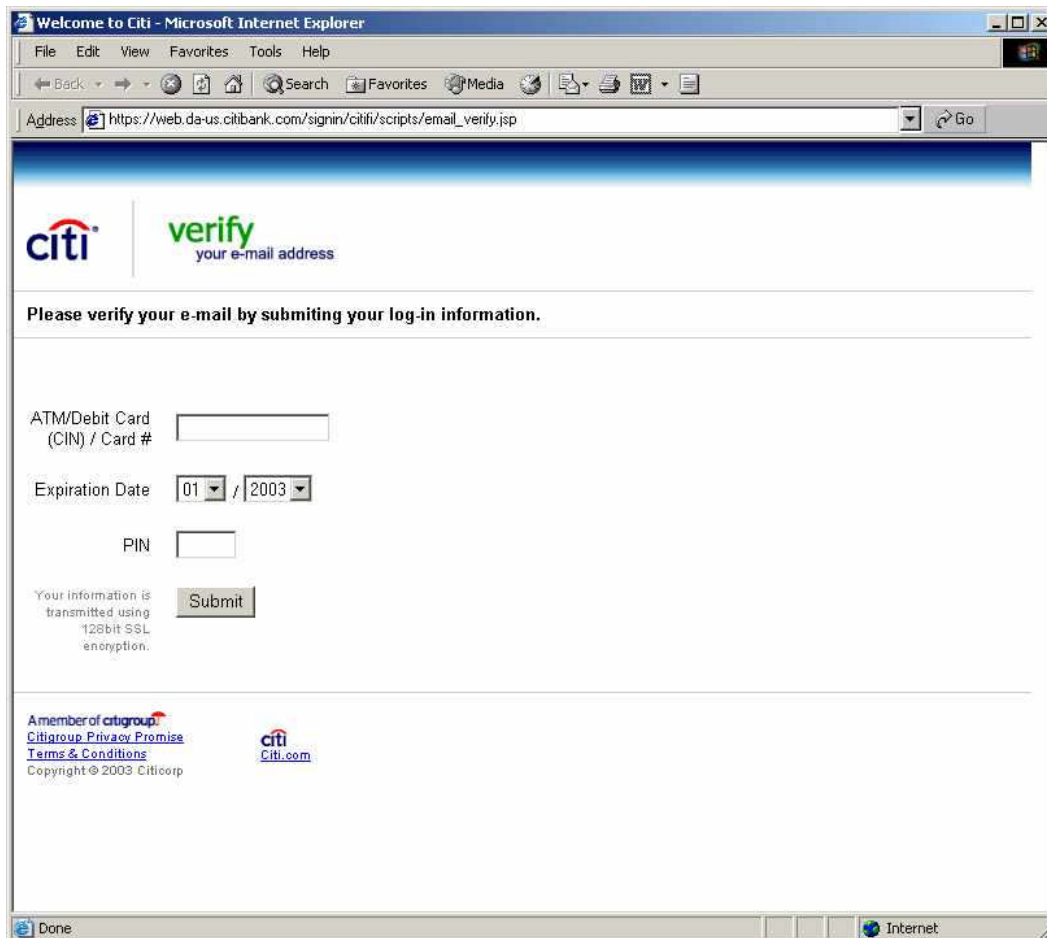 Welcome to Citi - Microsoft Internet Explorer
File Edit View Favorites Tools Help
Back Search Favorites Media
Address https://web.da-us.citibank.com/signin/citifi/scripts/email_verify.jsp Go
citi
verify
your e-mail address
Please verify your e-mail by submiting your log-in information.
ATM/Debit Card
(CIN) / Card #
Expiration Date 01 / 2003
PIN
Your information is
transmitted using
128bit SSL
encryption.
Submit
A member of citigroup
Citigroup Privacy Promise
Terms & Conditions
Copyright © 2003 Citicorp
citi
Citi.com
Done Internet